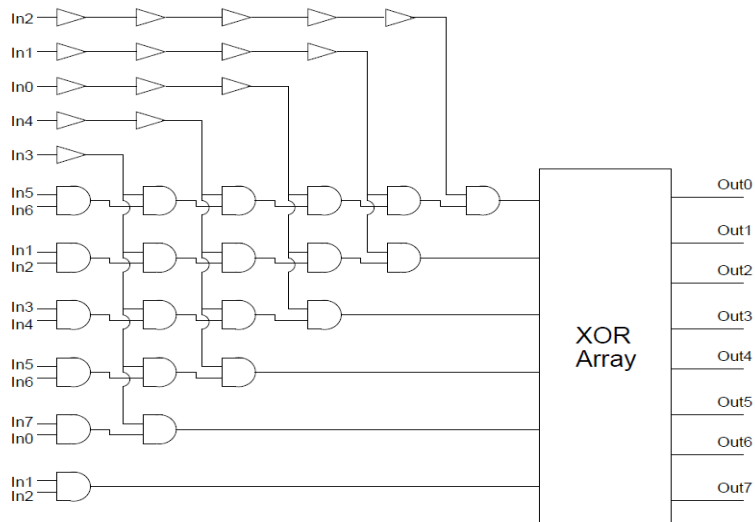 In2
In1
In0
In4
In3
In5
In6
In1
In2
In3
In4
In5
In6
In7
In0
In1
In2
XOR
Array
Out0
Out1
Out2
Out3
Out4
Out5
Out6
Out7